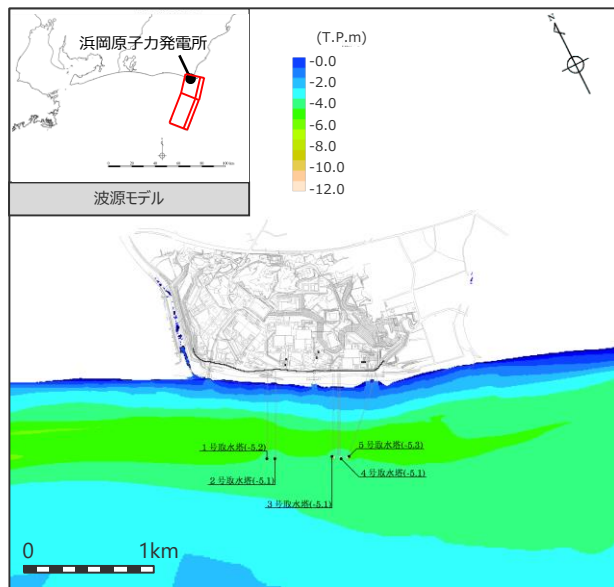 浜岡原子力発電所
波源モデル
(T.P.m)
-0.0
-2.0
-4.0
-6.0
-8.0
-10.0
-12.0
N
1号取水塔(-5.2)
2号取水塔(-5.1)
3号取水塔(-5.1)
5号取水塔(-5.3)
4号取水塔(-5.1)
0 1km